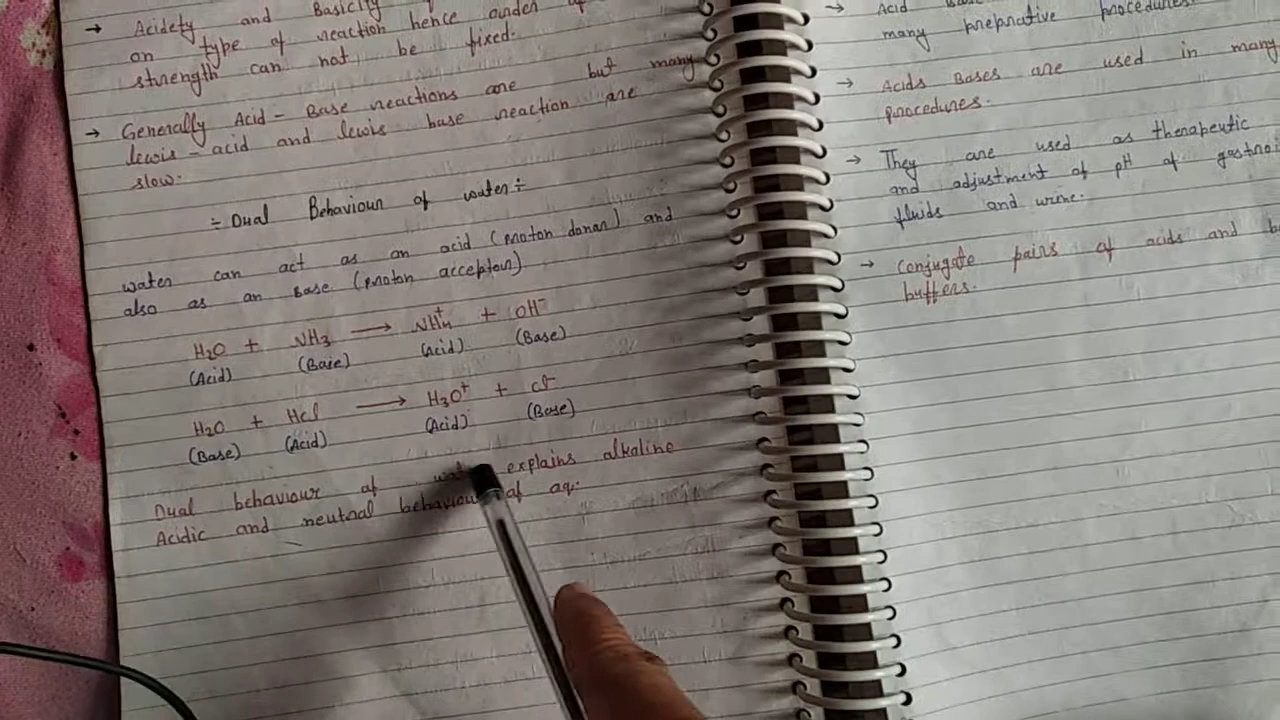 → Acidety and Basicity
on type of reaction hence order of
strength can not be fixed.
→ Generally Acid - Base reactions are but many
lewis - acid and lewis base reaction are
slow.
÷ Dual Behaviour of water ÷
water can act as an acid (proton donar) and
also as an Base (proton acceptor)
H2O + NH3 ⟶ NH4+ + OH-
(Acid) (Base) (Acid) (Base)
H2O + HCl ⟶ H3O+ + Cl-
(Base) (Acid) (Acid) (Base)
Dual behaviour of explains alkaline
Acidic and neutral behaviour of aq.
→ Acid
many preprative procedures.
→ Acids Bases are used in many
procedures.
→ They are used as therapeutic
and adjustment of pH of
fluids and urine.
→ Conjugate pairs of acids and
buffers.